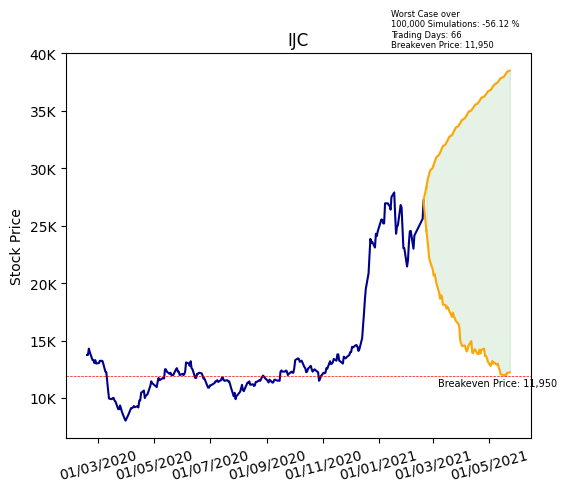 Worst Case over
100,000 Simulations: -56.12 %
Trading Days: 66
Breakeven Price: 11,950
IJC
40K
35K
30K
25K
20K
15K
10K
Stock Price
Breakeven Price: 11,950
01/03/2020 01/05/2020 01/07/2020 01/09/2020 01/11/2020 01/01/2021 01/03/2021 01/05/2021